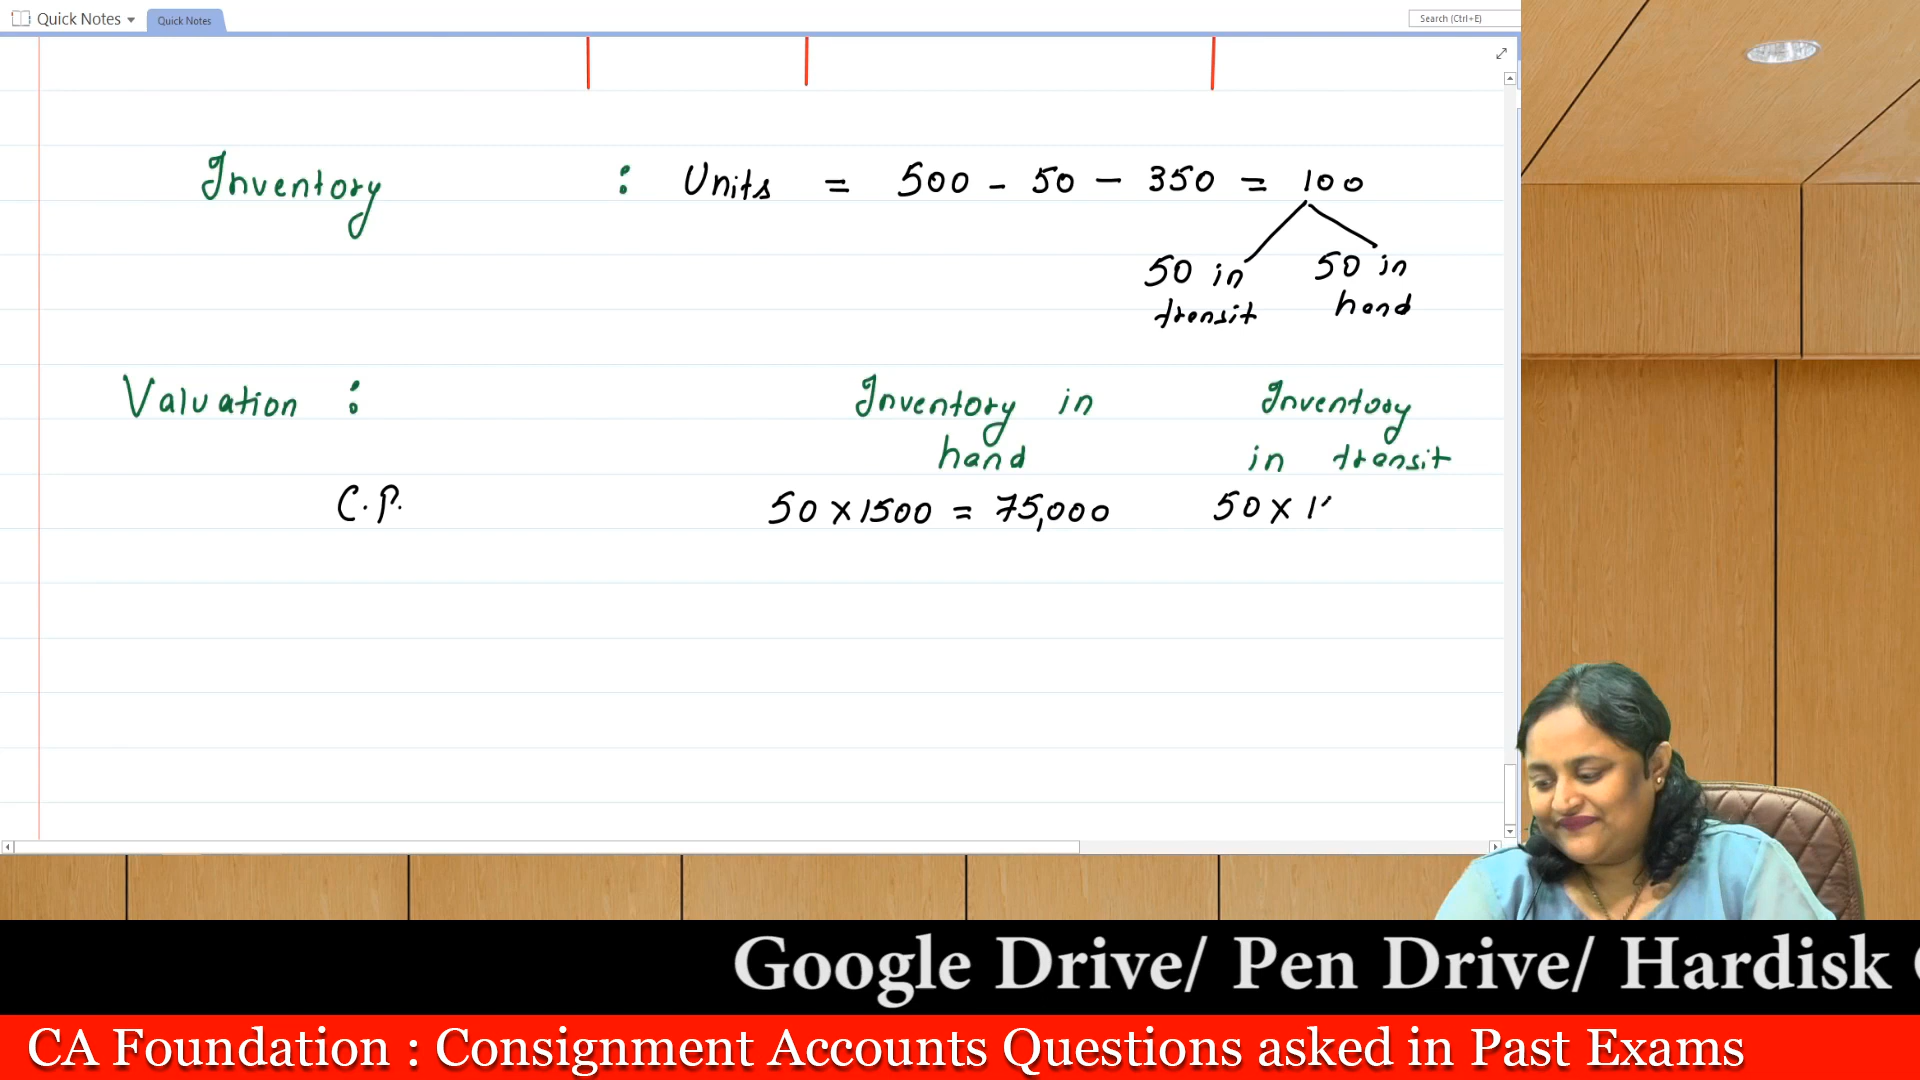 Quick Notes
Quick Notes
Search (Ctrl+E)
Inventory : Units = 500 - 50 - 350 = 100
50 in transit
50 in hand
Valuation :
Inventory in hand
Inventory in transit
C.P. 50 × 1500 = 75,000 50 × 1
Google Drive/ Pen Drive/ Hardisk
CA Foundation : Consignment Accounts Questions asked in Past Exams